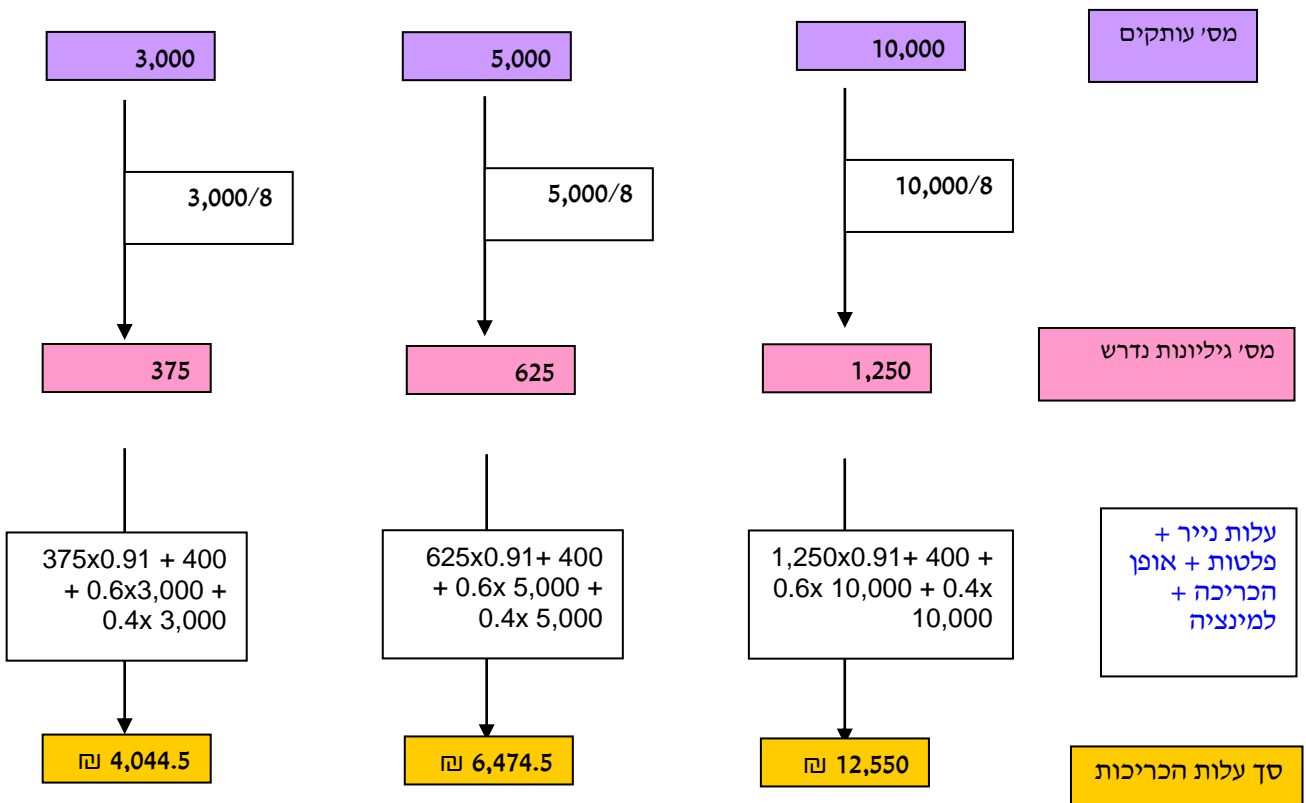 מס׳ עותקים
10,000
5,000
3,000
10,000/8
5,000/8
3,000/8
מס׳ גיליונות נדרש
1,250
625
375
עלות נייר +
פלטות + אופן
הכריכה +
למינציה
1,250x0.91+ 400 +
0.6x 10,000 + 0.4x
10,000
625x0.91+ 400
+ 0.6x 5,000 +
0.4x 5,000
375x0.91 + 400
+ 0.6x3,000 +
0.4x 3,000
סך עלות הכריכות
12,550 ₪
6,474.5 ₪
4,044.5 ₪